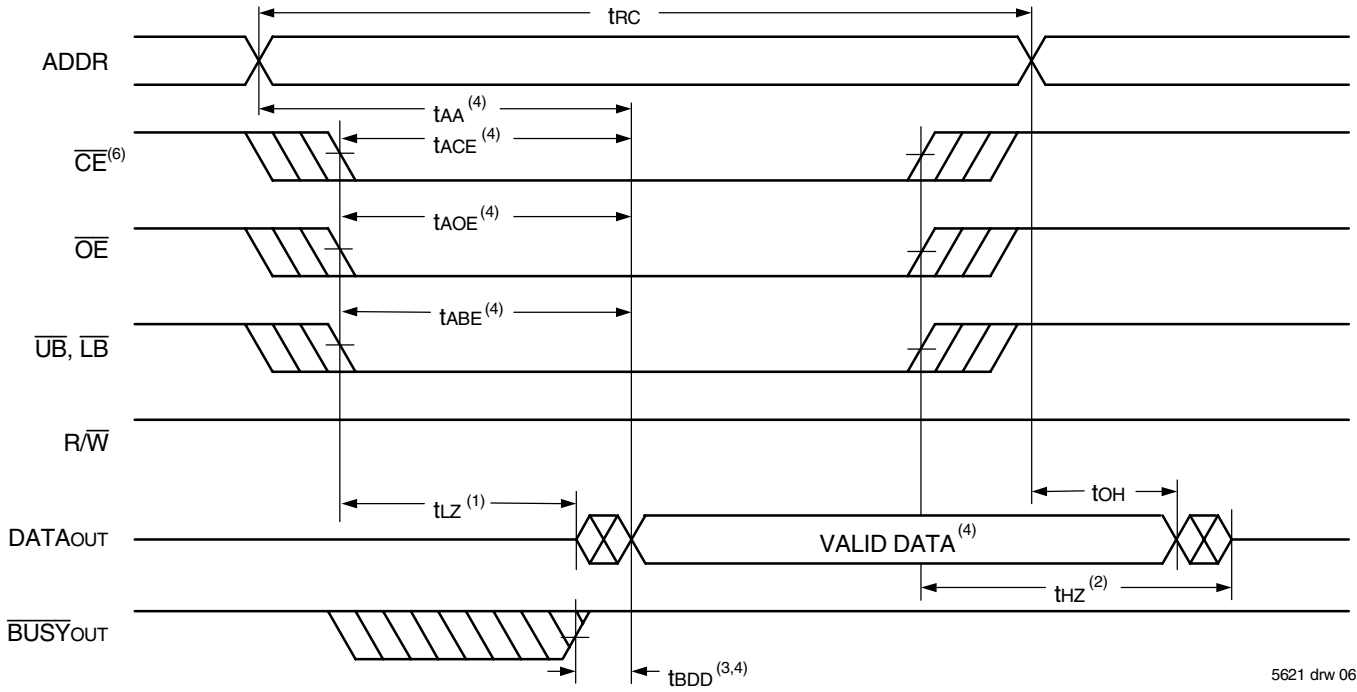 tRC
ADDR
tAA (4)
CE (6)
tACE (4)
OE
tAOE (4)
UB, LB
tABE (4)
R/W
tLZ (1)
tOH
DATAOUT
VALID DATA (4)
tHZ (2)
BUSYOUT
tBDD (3,4)
5621 drw 06